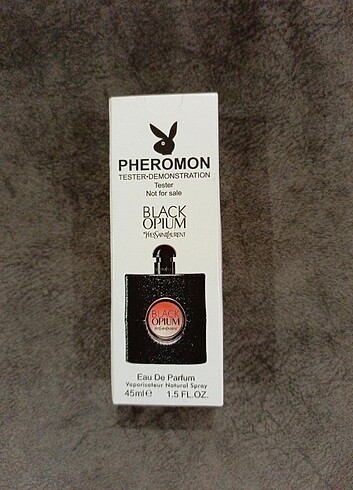 PHEROMON
TESTER•DEMONSTRATION
Tester
Not for sale
BLACK
OPIUM
YVESSAINTLAURENT
BLACK
OPIUM
YVESSAINTLAURENT
Eau De Parfum
Vaporisateur Natural Spray
45ml℮ 1.5 FL.OZ.